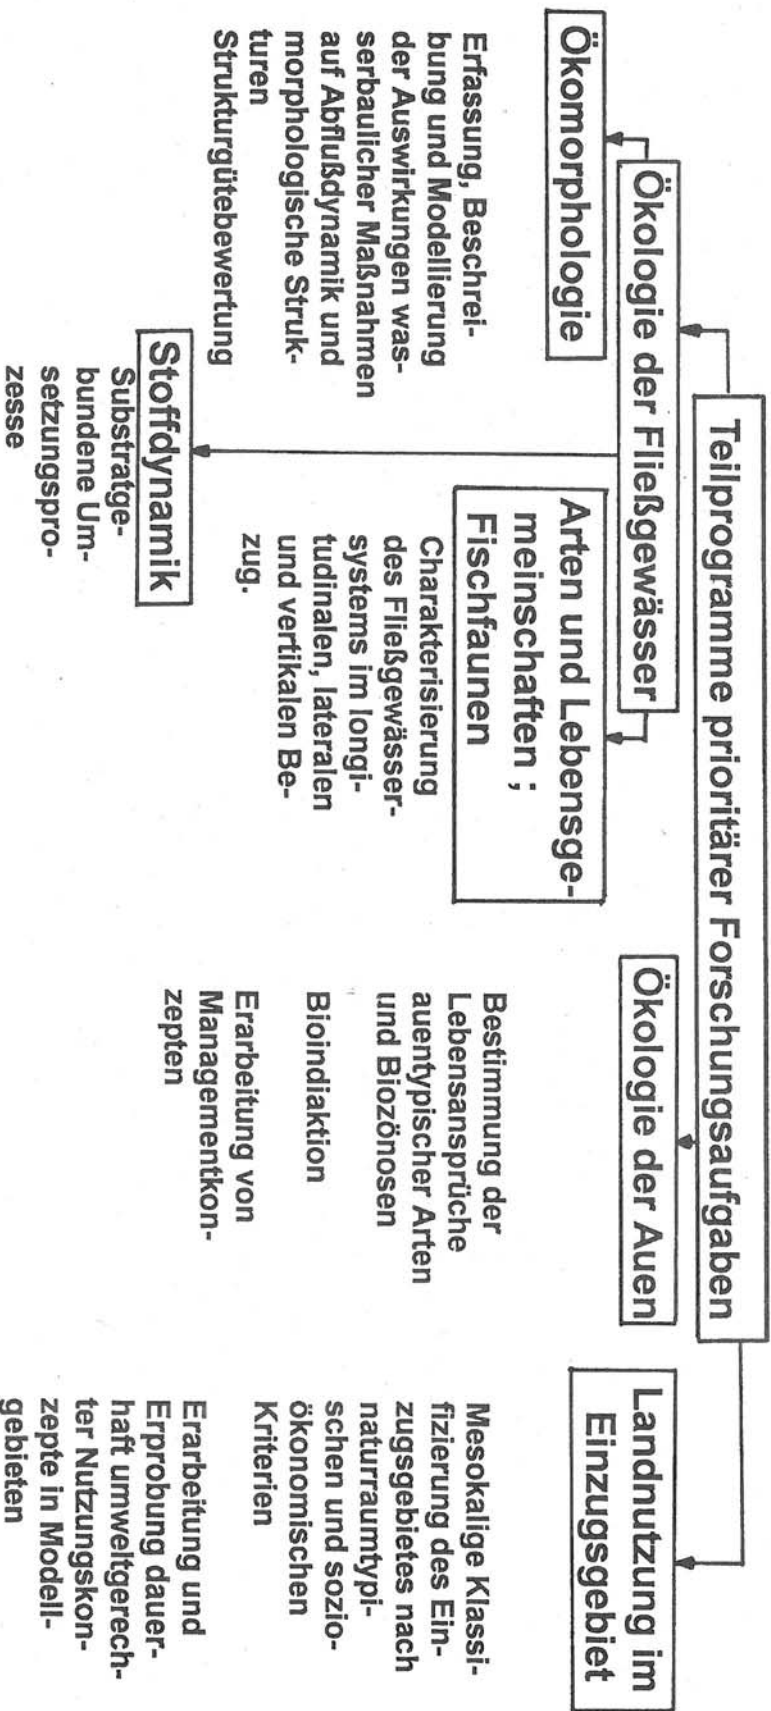 Teilprogramme prioritärer Forschungsaufgaben
Ökologie der Fließgewässer
Ökologie der Auen
Landnutzung im
Einzugsgebiet
Ökomorphologie
Erfassung, Beschrei-
bung und Modellierung
der Auswirkungen was-
serbaulicher Maßnahmen
auf Abflußdynamik und
morphologische Struk-
turen
Strukturgütebewertung
Arten und Lebensge-
meinschaften ;
Fischfaunen
Charakterisierung
des Fließgewässer-
systems im longi-
tudinalen, lateralen
und vertikalen Be-
zug.
Stoffdynamik
Substratge-
bundene Um-
setzungspro-
zesse
Bestimmung der
Lebensansprüche
auentypischer Arten
und Biozönosen
Bioindiaktion
Erarbeitung von
Managementkon-
zepten
Mesokalige Klassi-
fizierung des Ein-
zugsgebietes nach
naturraumtypi-
schen und sozio-
ökonomischen
Kriterien
Erarbeitung und
Erprobung dauer-
haft umweltgerech-
ter Nutzungskon-
zepte in Modell-
gebieten